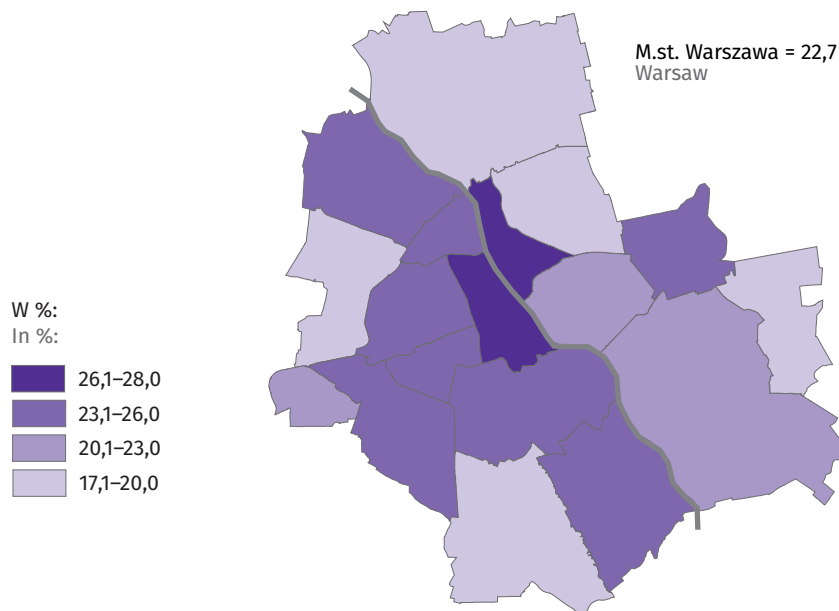 M.st. Warszawa = 22,7
Warsaw
W %:
In %:
26,1–28,0
23,1–26,0
20,1–23,0
17,1–20,0